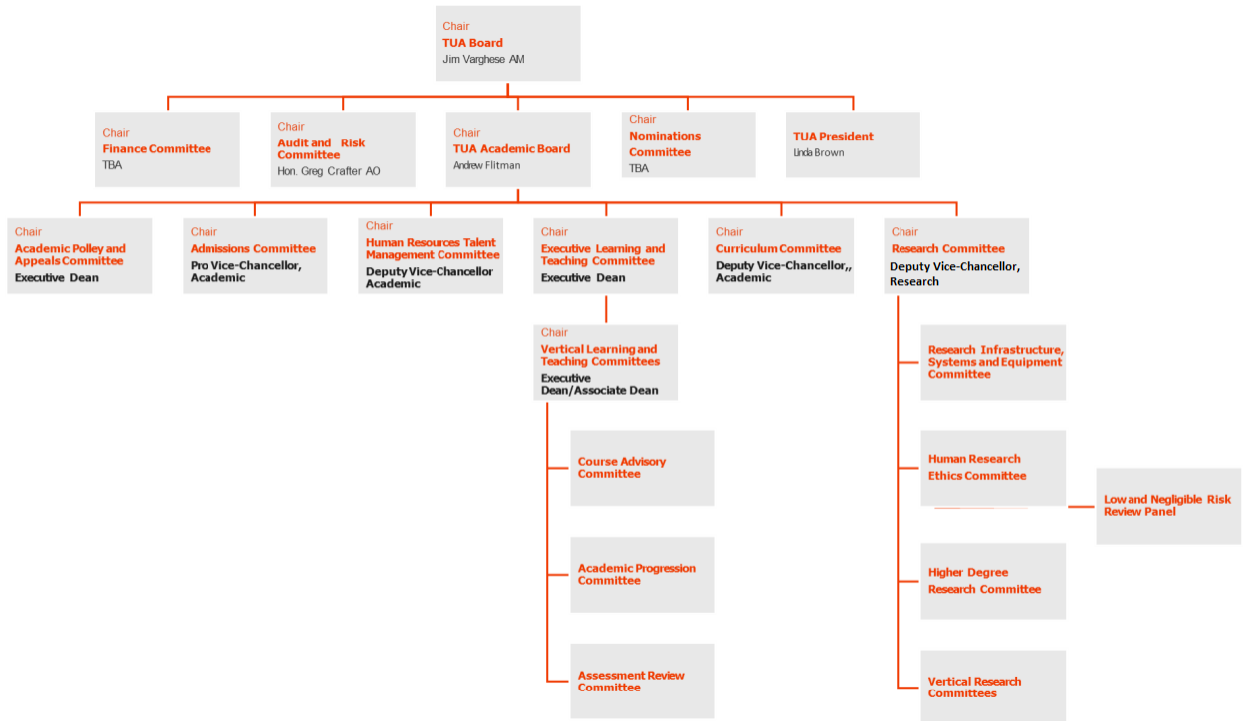 Chair
TUA Board
Jim Varghese AM
Chair
Finance Committee
TBA
Chair
Audit and Risk
Committee
Hon. Greg Crafter AO
Chair
TUA Academic Board
Andrew Flitman
Chair
Nominations
Committee
TBA
TUA President
Linda Brown
Chair
Academic Polley and
Appeals Committee
Executive Dean
Chair
Admissions Committee
Pro Vice-Chancellor,
Academic
Chair
Human Resources Talent
Management Committee
Deputy Vice-Chancellor
Academic
Chair
Executive Learning and
Teaching Committee
Executive Dean
Chair
Curriculum Committee
Deputy Vice-Chancellor,,
Academic
Chair
Research Committee
Deputy Vice-Chancellor,
Research
Chair
Vertical Learning and
Teaching Committees
Executive
Dean/Associate Dean
Course Advisory
Committee
Academic Progression
Committee
Assessment Review
Committee
Research Infrastructure,
Systems and Equipment
Committee
Human Research
Ethics Committee
Low and Negligible Risk
Review Panel
Higher Degree
Research Committee
Vertical Research
Committees